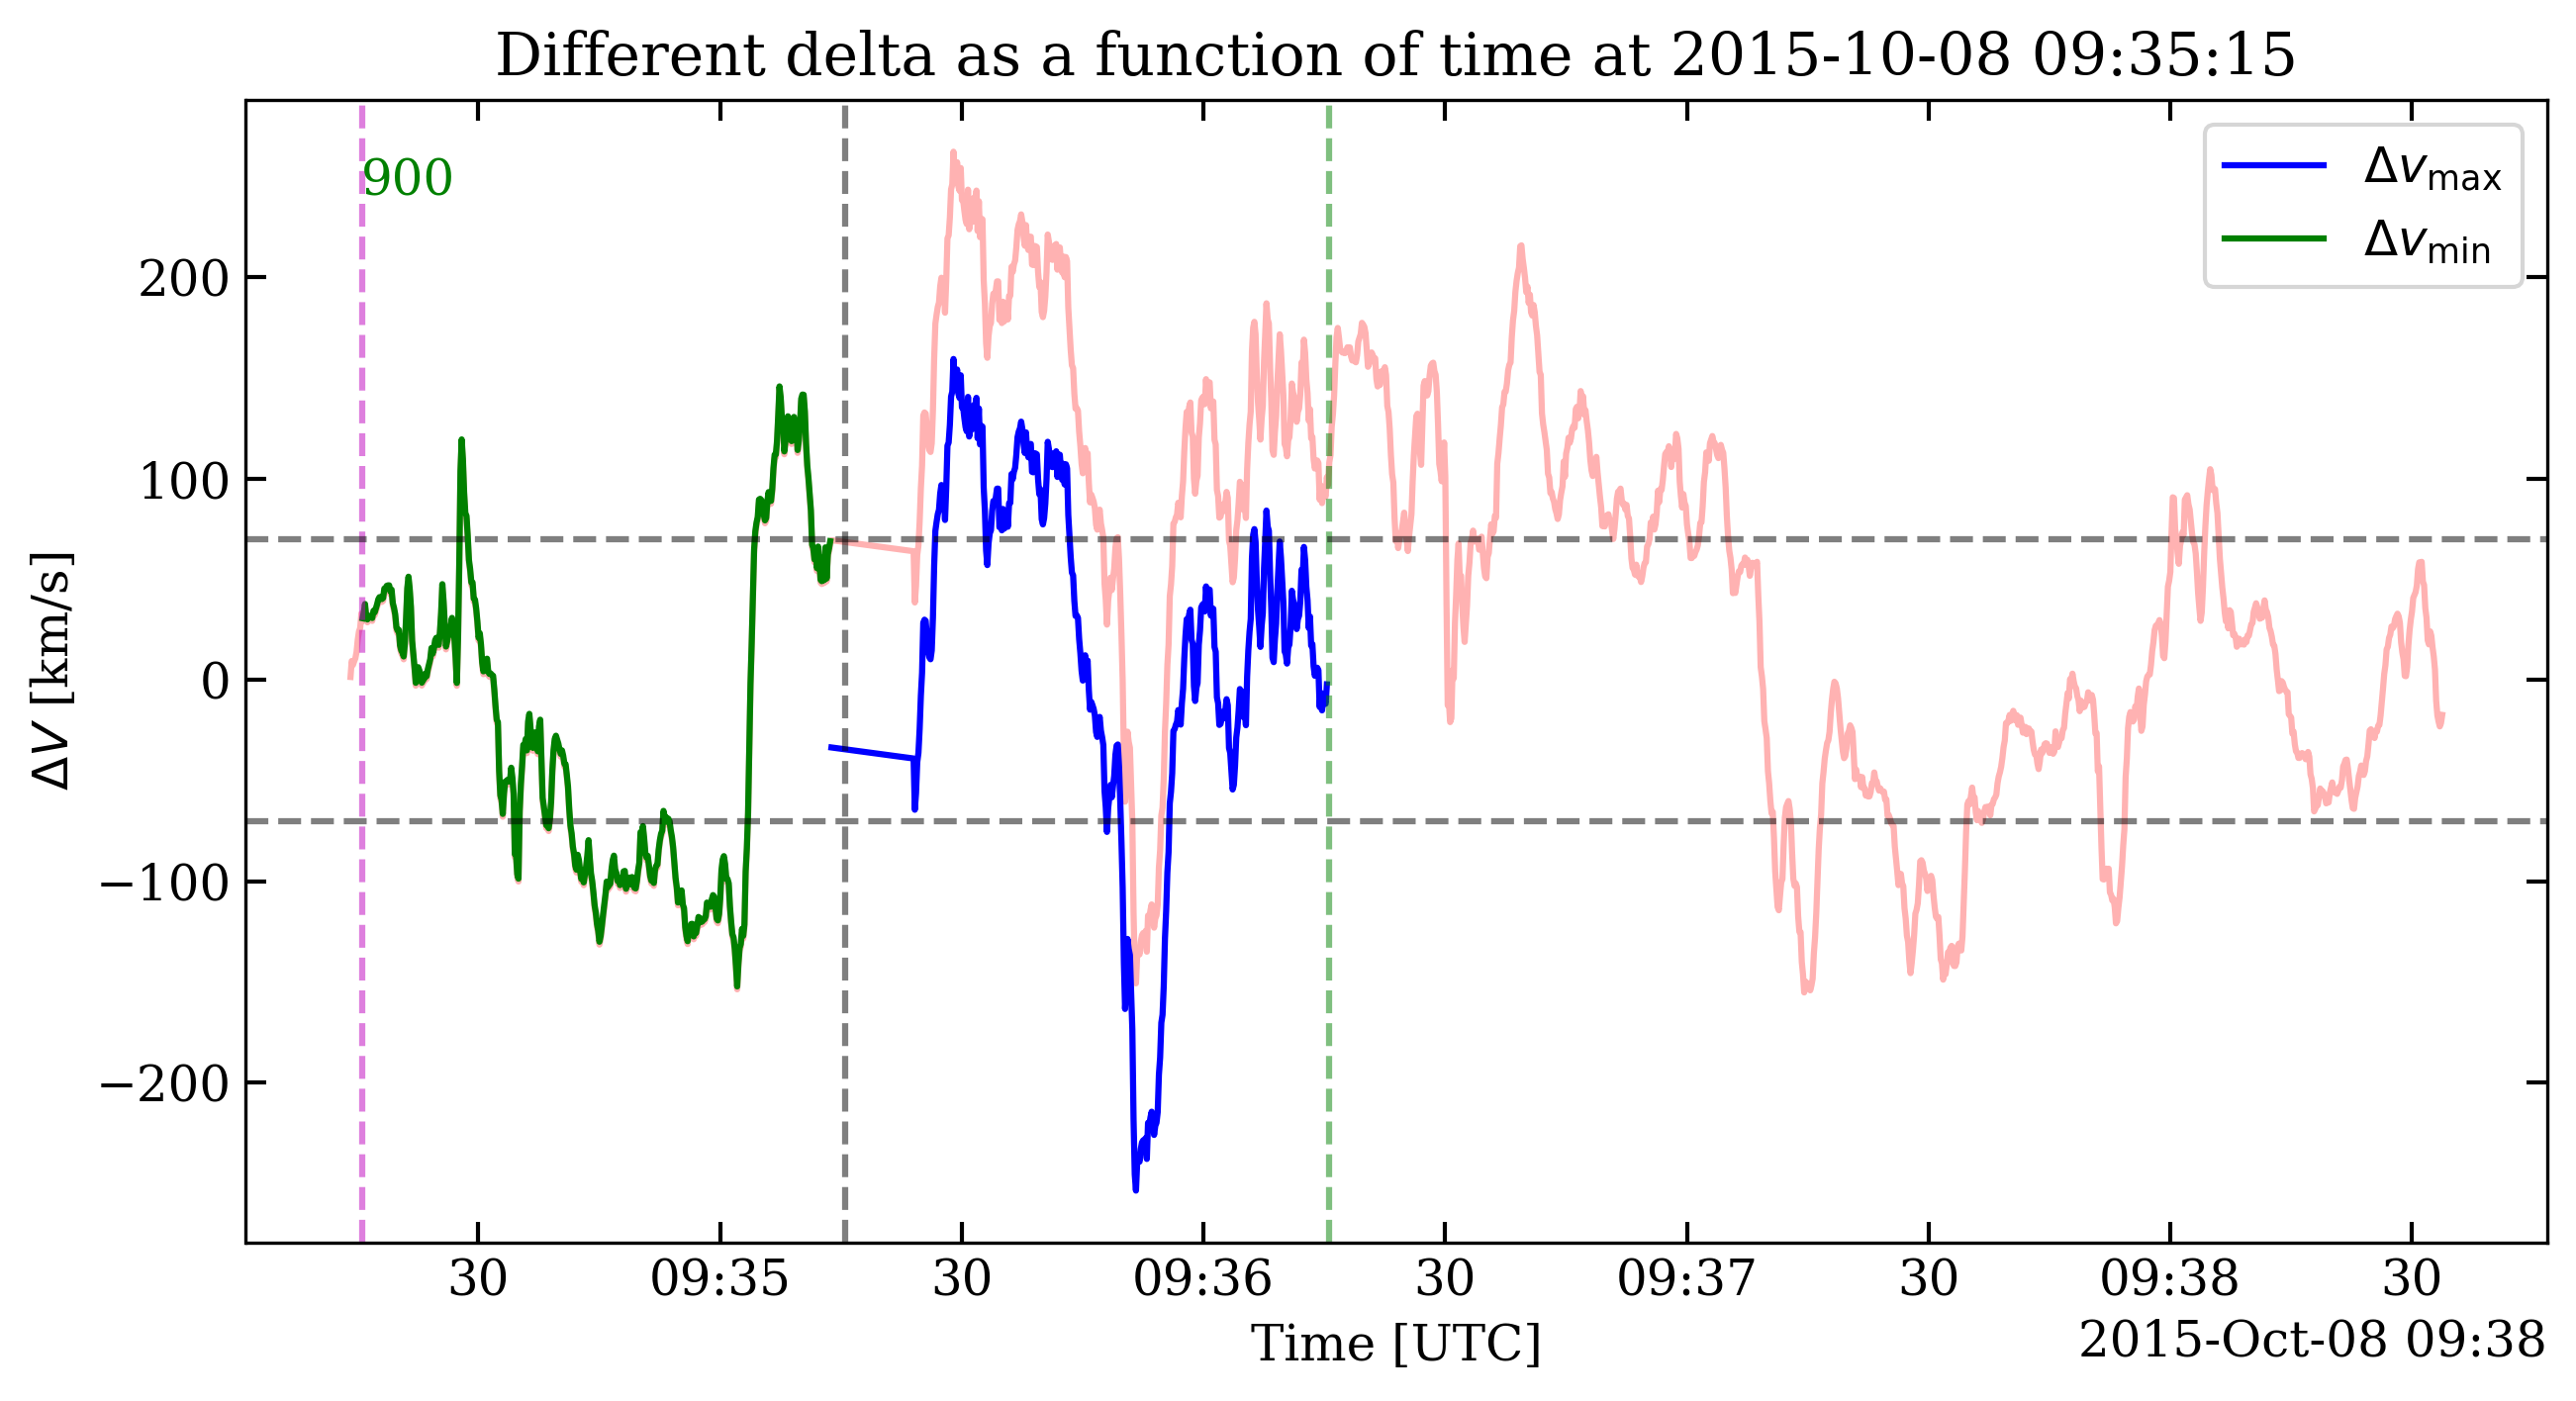 Different delta as a function of time at 2015-10-08 09:35:15
900
Δv_max
Δv_min
200
100
0
−100
−200
ΔV [km/s]
30 09:35 30 09:36 30 09:37 30 09:38 30
Time [UTC]
2015-Oct-08 09:38